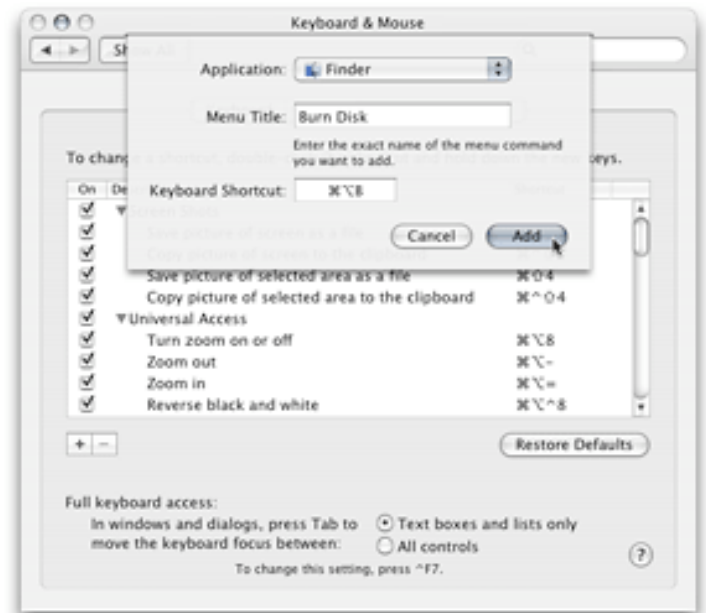 Keyboard & Mouse
Application: Finder
Menu Title: Burn Disk
Enter the exact name of the menu command
you want to add.
To chan
eys.
On
Keyboard Shortcut: ⌘⌥B
Cancel Add
Save picture of selected area as a file ⌘⇧4
Copy picture of selected area to the clipboard ⌘^⇧4
Universal Access
Turn zoom on or off ⌘⌥8
Zoom out ⌘⌥-
Zoom in ⌘⌥=
Reverse black and white ⌘⌥^8
+ -
Restore Defaults
Full keyboard access:
In windows and dialogs, press Tab to
move the keyboard focus between:
Text boxes and lists only
All controls
?
To change this setting, press ^F7.